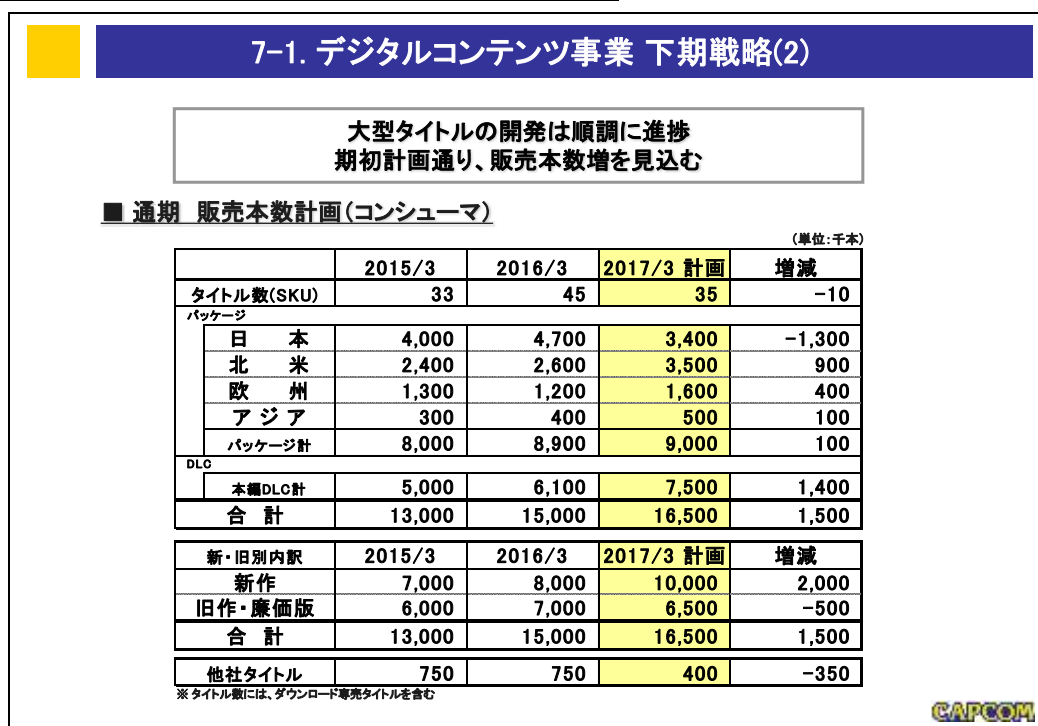 7-1. デジタルコンテンツ事業 下期戦略(2)
大型タイトルの開発は順調に進捗
期初計画通り、販売本数増を見込む
■ 通期　販売本数計画（コンシューマ）
（単位：千本）
2015/3 2016/3 2017/3 計画 増減
タイトル数(SKU) 33 45 35 -10
パッケージ
日　本 4,000 4,700 3,400 -1,300
北　米 2,400 2,600 3,500 900
欧　州 1,300 1,200 1,600 400
アジア 300 400 500 100
パッケージ計 8,000 8,900 9,000 100
DLC
本編DLC計 5,000 6,100 7,500 1,400
合　計 13,000 15,000 16,500 1,500
新・旧別内訳 2015/3 2016/3 2017/3 計画 増減
新作 7,000 8,000 10,000 2,000
旧作・廉価版 6,000 7,000 6,500 -500
合　計 13,000 15,000 16,500 1,500
他社タイトル 750 750 400 -350
※ タイトル数には、ダウンロード専売タイトルを含む
CAPCOM